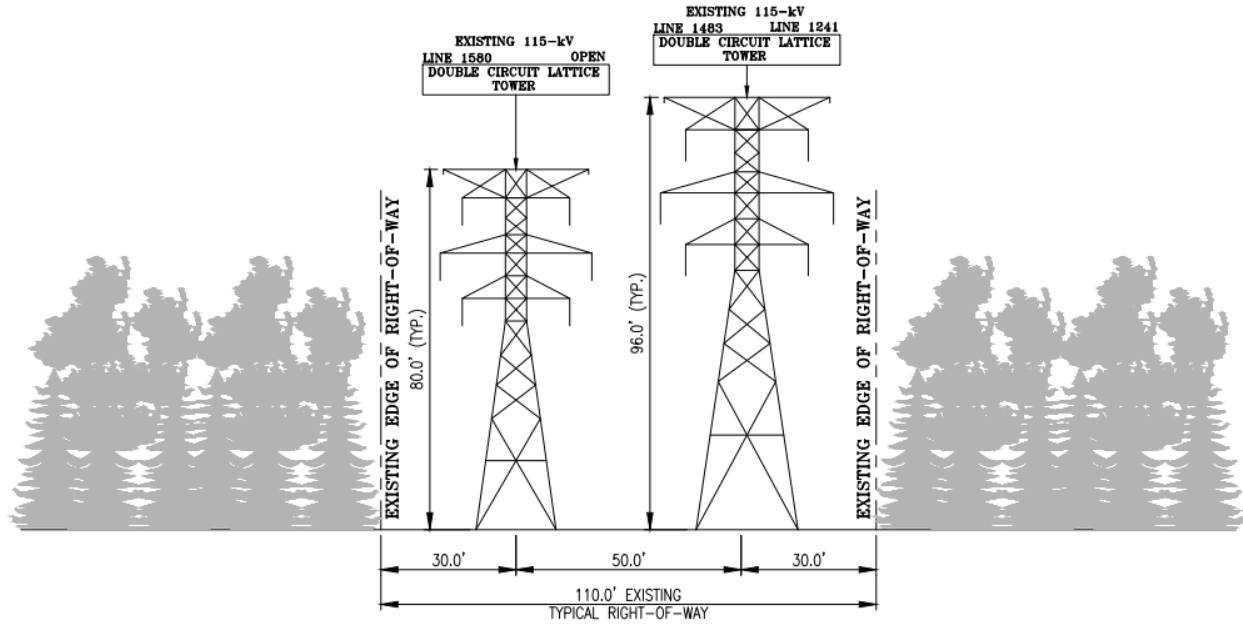 EXISTING 115-kV
LINE 1580 OPEN
DOUBLE CIRCUIT LATTICE
TOWER
EXISTING 115-kV
LINE 1483 LINE 1241
DOUBLE CIRCUIT LATTICE
TOWER
EXISTING EDGE OF RIGHT-OF-WAY
80.0' (TYP.)
96.0' (TYP.)
EXISTING EDGE OF RIGHT-OF-WAY
30.0' 50.0' 30.0'
110.0' EXISTING
TYPICAL RIGHT-OF-WAY